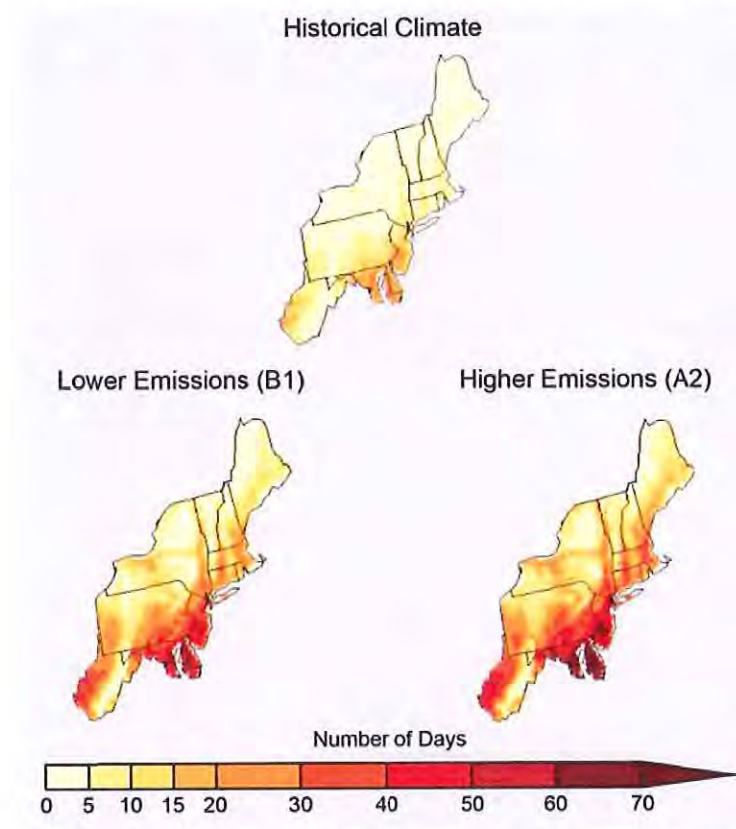 Historical Climate
Lower Emissions (B1)
Higher Emissions (A2)
Number of Days
0 5 10 15 20 30 40 50 60 70